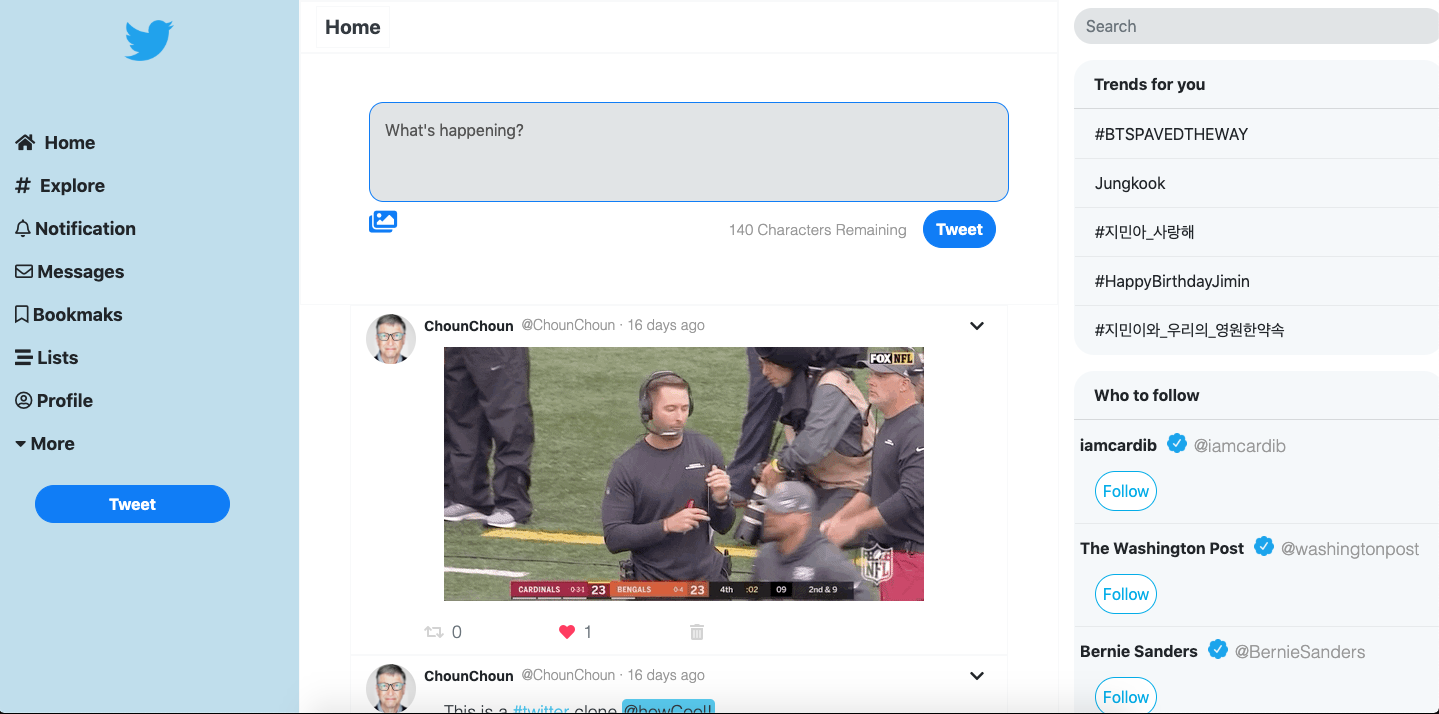 Home
Explore
Notification
Messages
Bookmaks
Lists
Profile
More
Tweet
Home
What's happening?
140 Characters Remaining
Tweet
ChounChoun @ChounChoun · 16 days ago
FOX NFL
NFL
CARDINALS 0-3-1 23 BENGALS 0-4 23 4th :02 09 2nd & 9
0 1
ChounChoun @ChounChoun · 16 days ago
This is a #twitter clone @howCool!
Search
Trends for you
#BTSPAVEDTHEWAY
Jungkook
#지민아_사랑해
#HappyBirthdayJimin
#지민이와_우리의_영원한약속
Who to follow
iamcardib @iamcardib
Follow
The Washington Post @washingtonpost
Follow
Bernie Sanders @BernieSanders
Follow